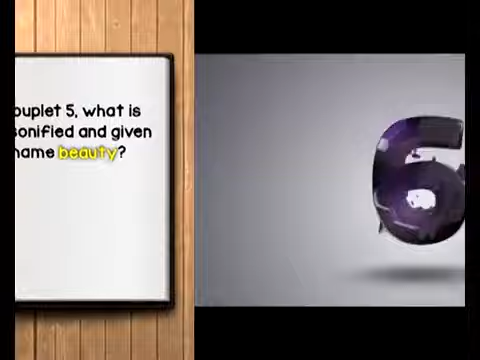 ouplet 5, what is
sonified and given
name beauty?
6